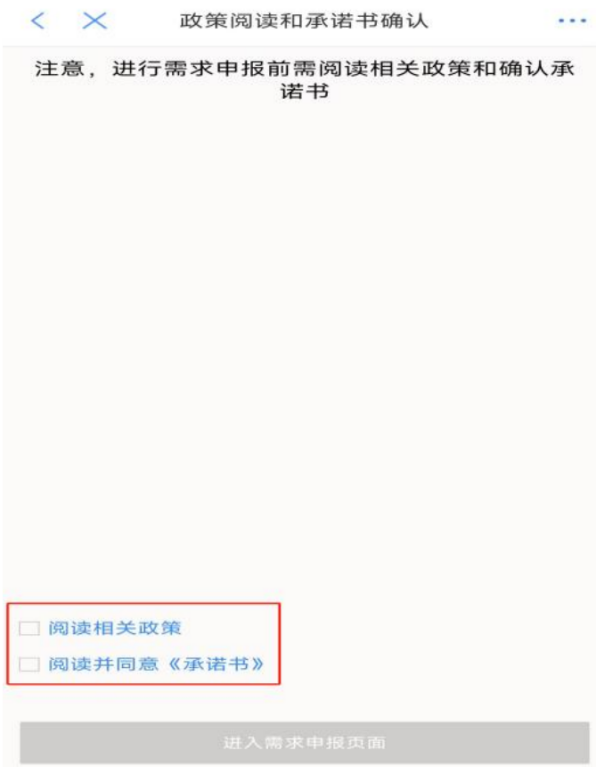 政策阅读和承诺书确认
注意，进行需求申报前需阅读相关政策和确认承
诺书
阅读相关政策
阅读并同意《承诺书》
进入需求申报页面